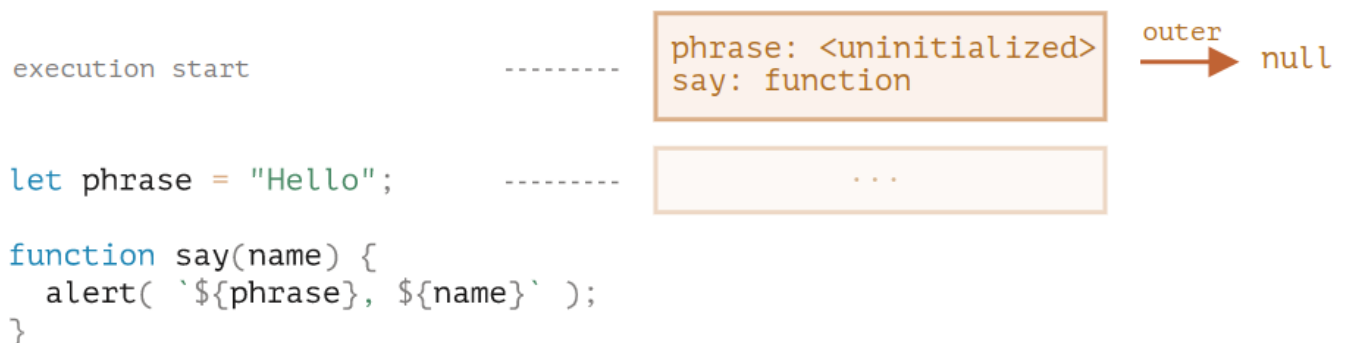 execution start
phrase: <uninitialized>
say: function
outer
null
let phrase = "Hello";
...
function say(name) {
  alert( `${phrase}, ${name}` );
}